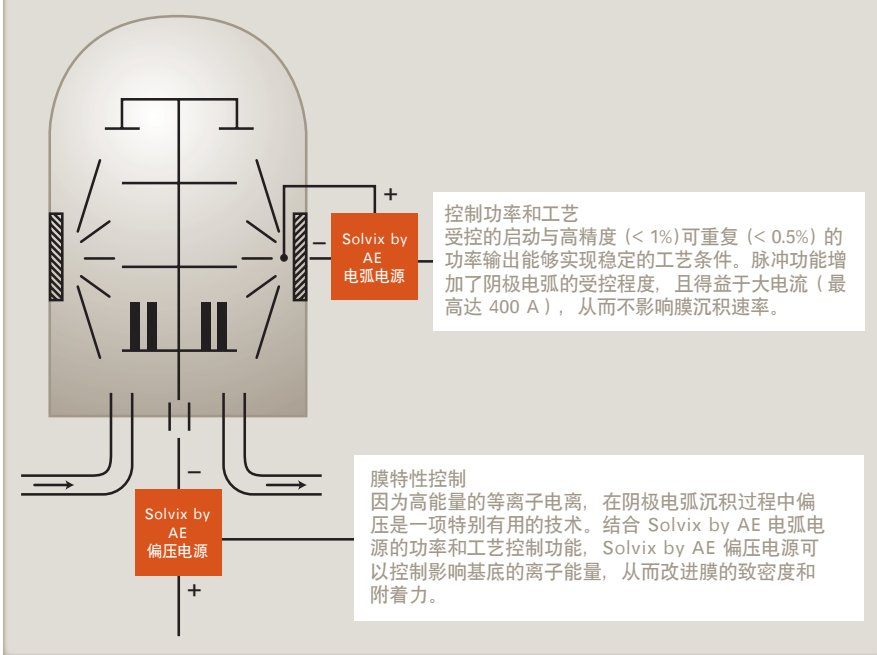 +
−
Solvix by
AE
电弧电源
控制功率和工艺
受控的启动与高精度 (< 1%)可重复 (< 0.5%) 的
功率输出能够实现稳定的工艺条件。脉冲功能增
加了阴极电弧的受控程度，且得益于大电流（最
高达 400 A），从而不影响膜沉积速率。
−
Solvix by
AE
偏压电源
+
膜特性控制
因为高能量的等离子电离，在阴极电弧沉积过程中偏
压是一项特别有用的技术。结合 Solvix by AE 电弧电
源的功率和工艺控制功能，Solvix by AE 偏压电源可
以控制影响基底的离子能量，从而改进膜的致密度和
附着力。